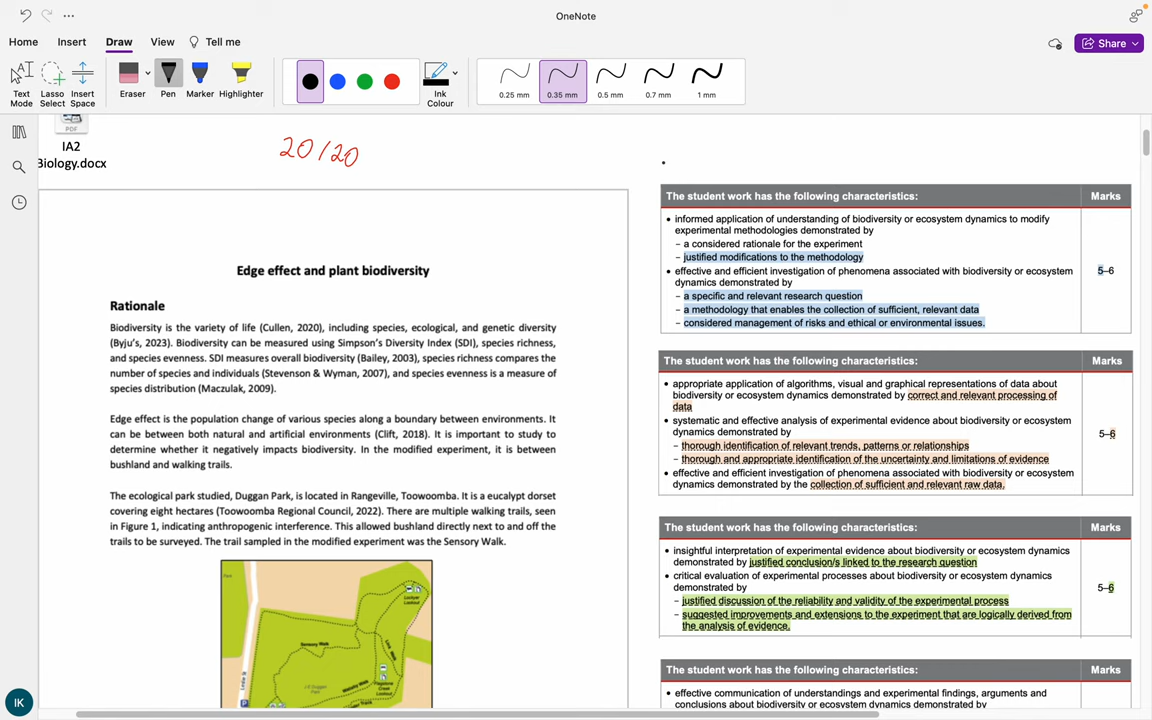 OneNote
Home
Insert
Draw
View
Tell me
Share
Text Mode
Lasso Select
Insert Space
Eraser
Pen
Marker
Highlighter
Ink Colour
0.25 mm
0.35 mm
0.5 mm
0.7 mm
1 mm
PDF
IA2
Biology.docx
20/20
Edge effect and plant biodiversity
Rationale
Biodiversity is the variety of life (Cullen, 2020), including species, ecological, and genetic diversity
(Byju's, 2023). Biodiversity can be measured using Simpson's Diversity Index (SDI), species richness,
and species evenness. SDI measures overall biodiversity (Bailey, 2003), species richness compares the
number of species and individuals (Stevenson & Wyman, 2007), and species evenness is a measure of
species distribution (Maczulak, 2009).
Edge effect is the population change of various species along a boundary between environments. It
can be between both natural and artificial environments (Clift, 2018). It is important to study to
determine whether it negatively impacts biodiversity. In the modified experiment, it is between
bushland and walking trails.
The ecological park studied, Duggan Park, is located in Rangeville, Toowoomba. It is a eucalypt dorset
covering eight hectares (Toowoomba Regional Council, 2022). There are multiple walking trails, seen
in Figure 1, indicating anthropogenic interference. This allowed bushland directly next to and off the
trails to be surveyed. The trail sampled in the modified experiment was the Sensory Walk.
Lookout
Sensory Walk
Lookout
The student work has the following characteristics:
Marks
• informed application of understanding of biodiversity or ecosystem dynamics to modify
experimental methodologies demonstrated by
– a considered rationale for the experiment
– justified modifications to the methodology
• effective and efficient investigation of phenomena associated with biodiversity or ecosystem
dynamics demonstrated by
– a specific and relevant research question
– a methodology that enables the collection of sufficient, relevant data
– considered management of risks and ethical or environmental issues.
5–6
The student work has the following characteristics:
Marks
• appropriate application of algorithms, visual and graphical representations of data about
biodiversity or ecosystem dynamics demonstrated by correct and relevant processing of
data
• systematic and effective analysis of experimental evidence about biodiversity or ecosystem
dynamics demonstrated by
– thorough identification of relevant trends, patterns or relationships
– thorough and appropriate identification of the uncertainty and limitations of evidence
• effective and efficient investigation of phenomena associated with biodiversity or ecosystem
dynamics demonstrated by the collection of sufficient and relevant raw data.
5–6
The student work has the following characteristics:
Marks
• insightful interpretation of experimental evidence about biodiversity or ecosystem dynamics
demonstrated by justified conclusion/s linked to the research question
• critical evaluation of experimental processes about biodiversity or ecosystem dynamics
demonstrated by
– justified discussion of the reliability and validity of the experimental process
– suggested improvements and extensions to the experiment that are logically derived from
the analysis of evidence.
5–6
The student work has the following characteristics:
Marks
• effective communication of understandings and experimental findings, arguments and
conclusions about biodiversity or ecosystem dynamics demonstrated by
IK